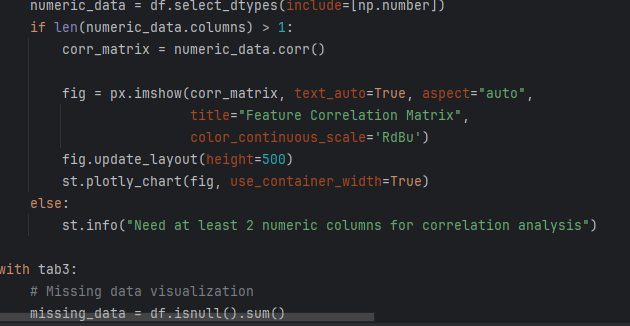 numeric_data = df.select_dtypes(include=[np.number])
if len(numeric_data.columns) > 1:
corr_matrix = numeric_data.corr()
fig = px.imshow(corr_matrix, text_auto=True, aspect="auto",
title="Feature Correlation Matrix",
color_continuous_scale='RdBu')
fig.update_layout(height=500)
st.plotly_chart(fig, use_container_width=True)
else:
st.info("Need at least 2 numeric columns for correlation analysis")
with tab3:
# Missing data visualization
missing_data = df.isnull().sum()